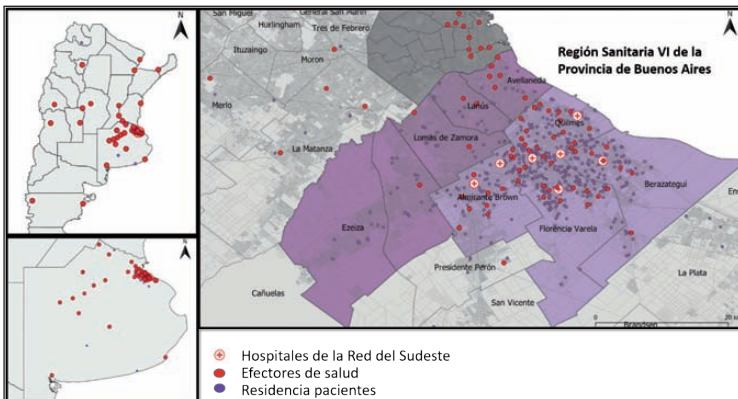 N
N
N
San Miguel
General San Martín
Hurlingham
Tres de Febrero
Ituzaingo
Moron
Merlo
La Matanza
Región Sanitaria VI de la
Provincia de Buenos Aires
Avellaneda
Lanús
Quilmes
Lomas de Zamora
Berazategui
Almirante Brown
Ezeiza
Florencia Varela
Presidente Perón
La Plata
Cañuelas
San Vicente
Brandsen
0
Hospitales de la Red del Sudeste
Efectores de salud
Residencia pacientes